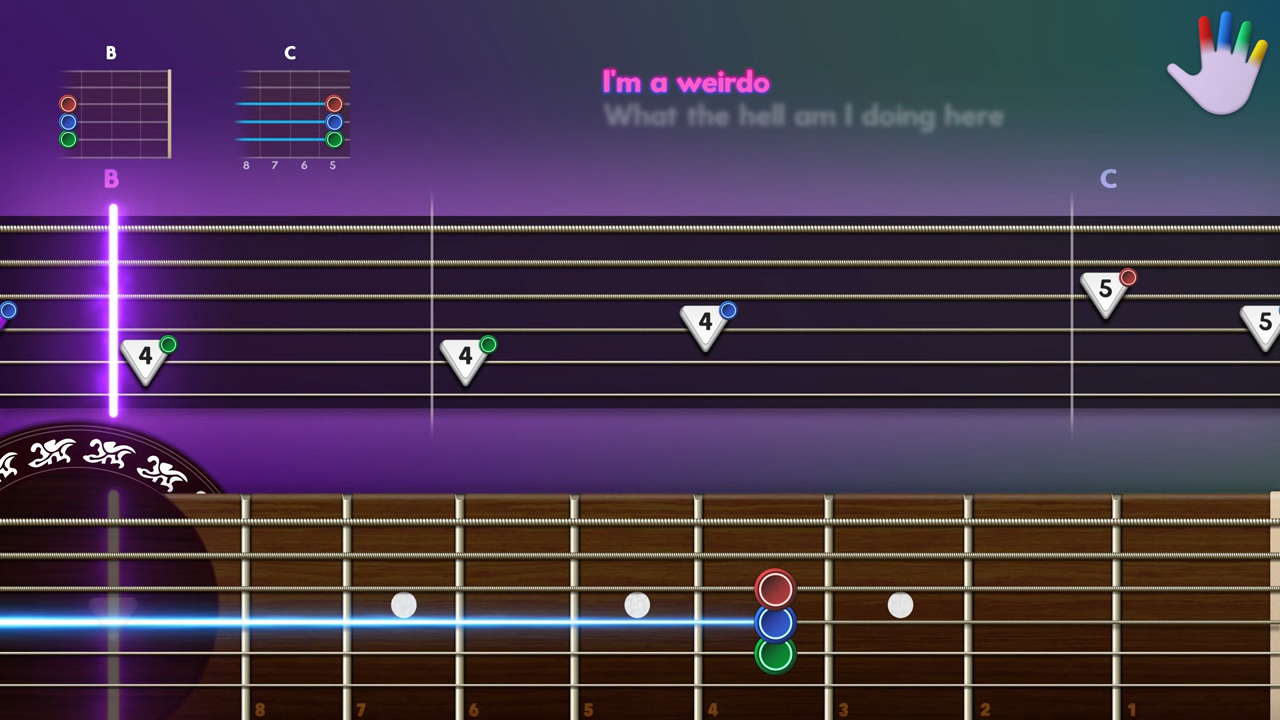 B
C
I'm a weirdo
What the hell am I doing here
8 7 6 5
B
C
5
4 5
4 4
8 7 6 5 4 3 2 1